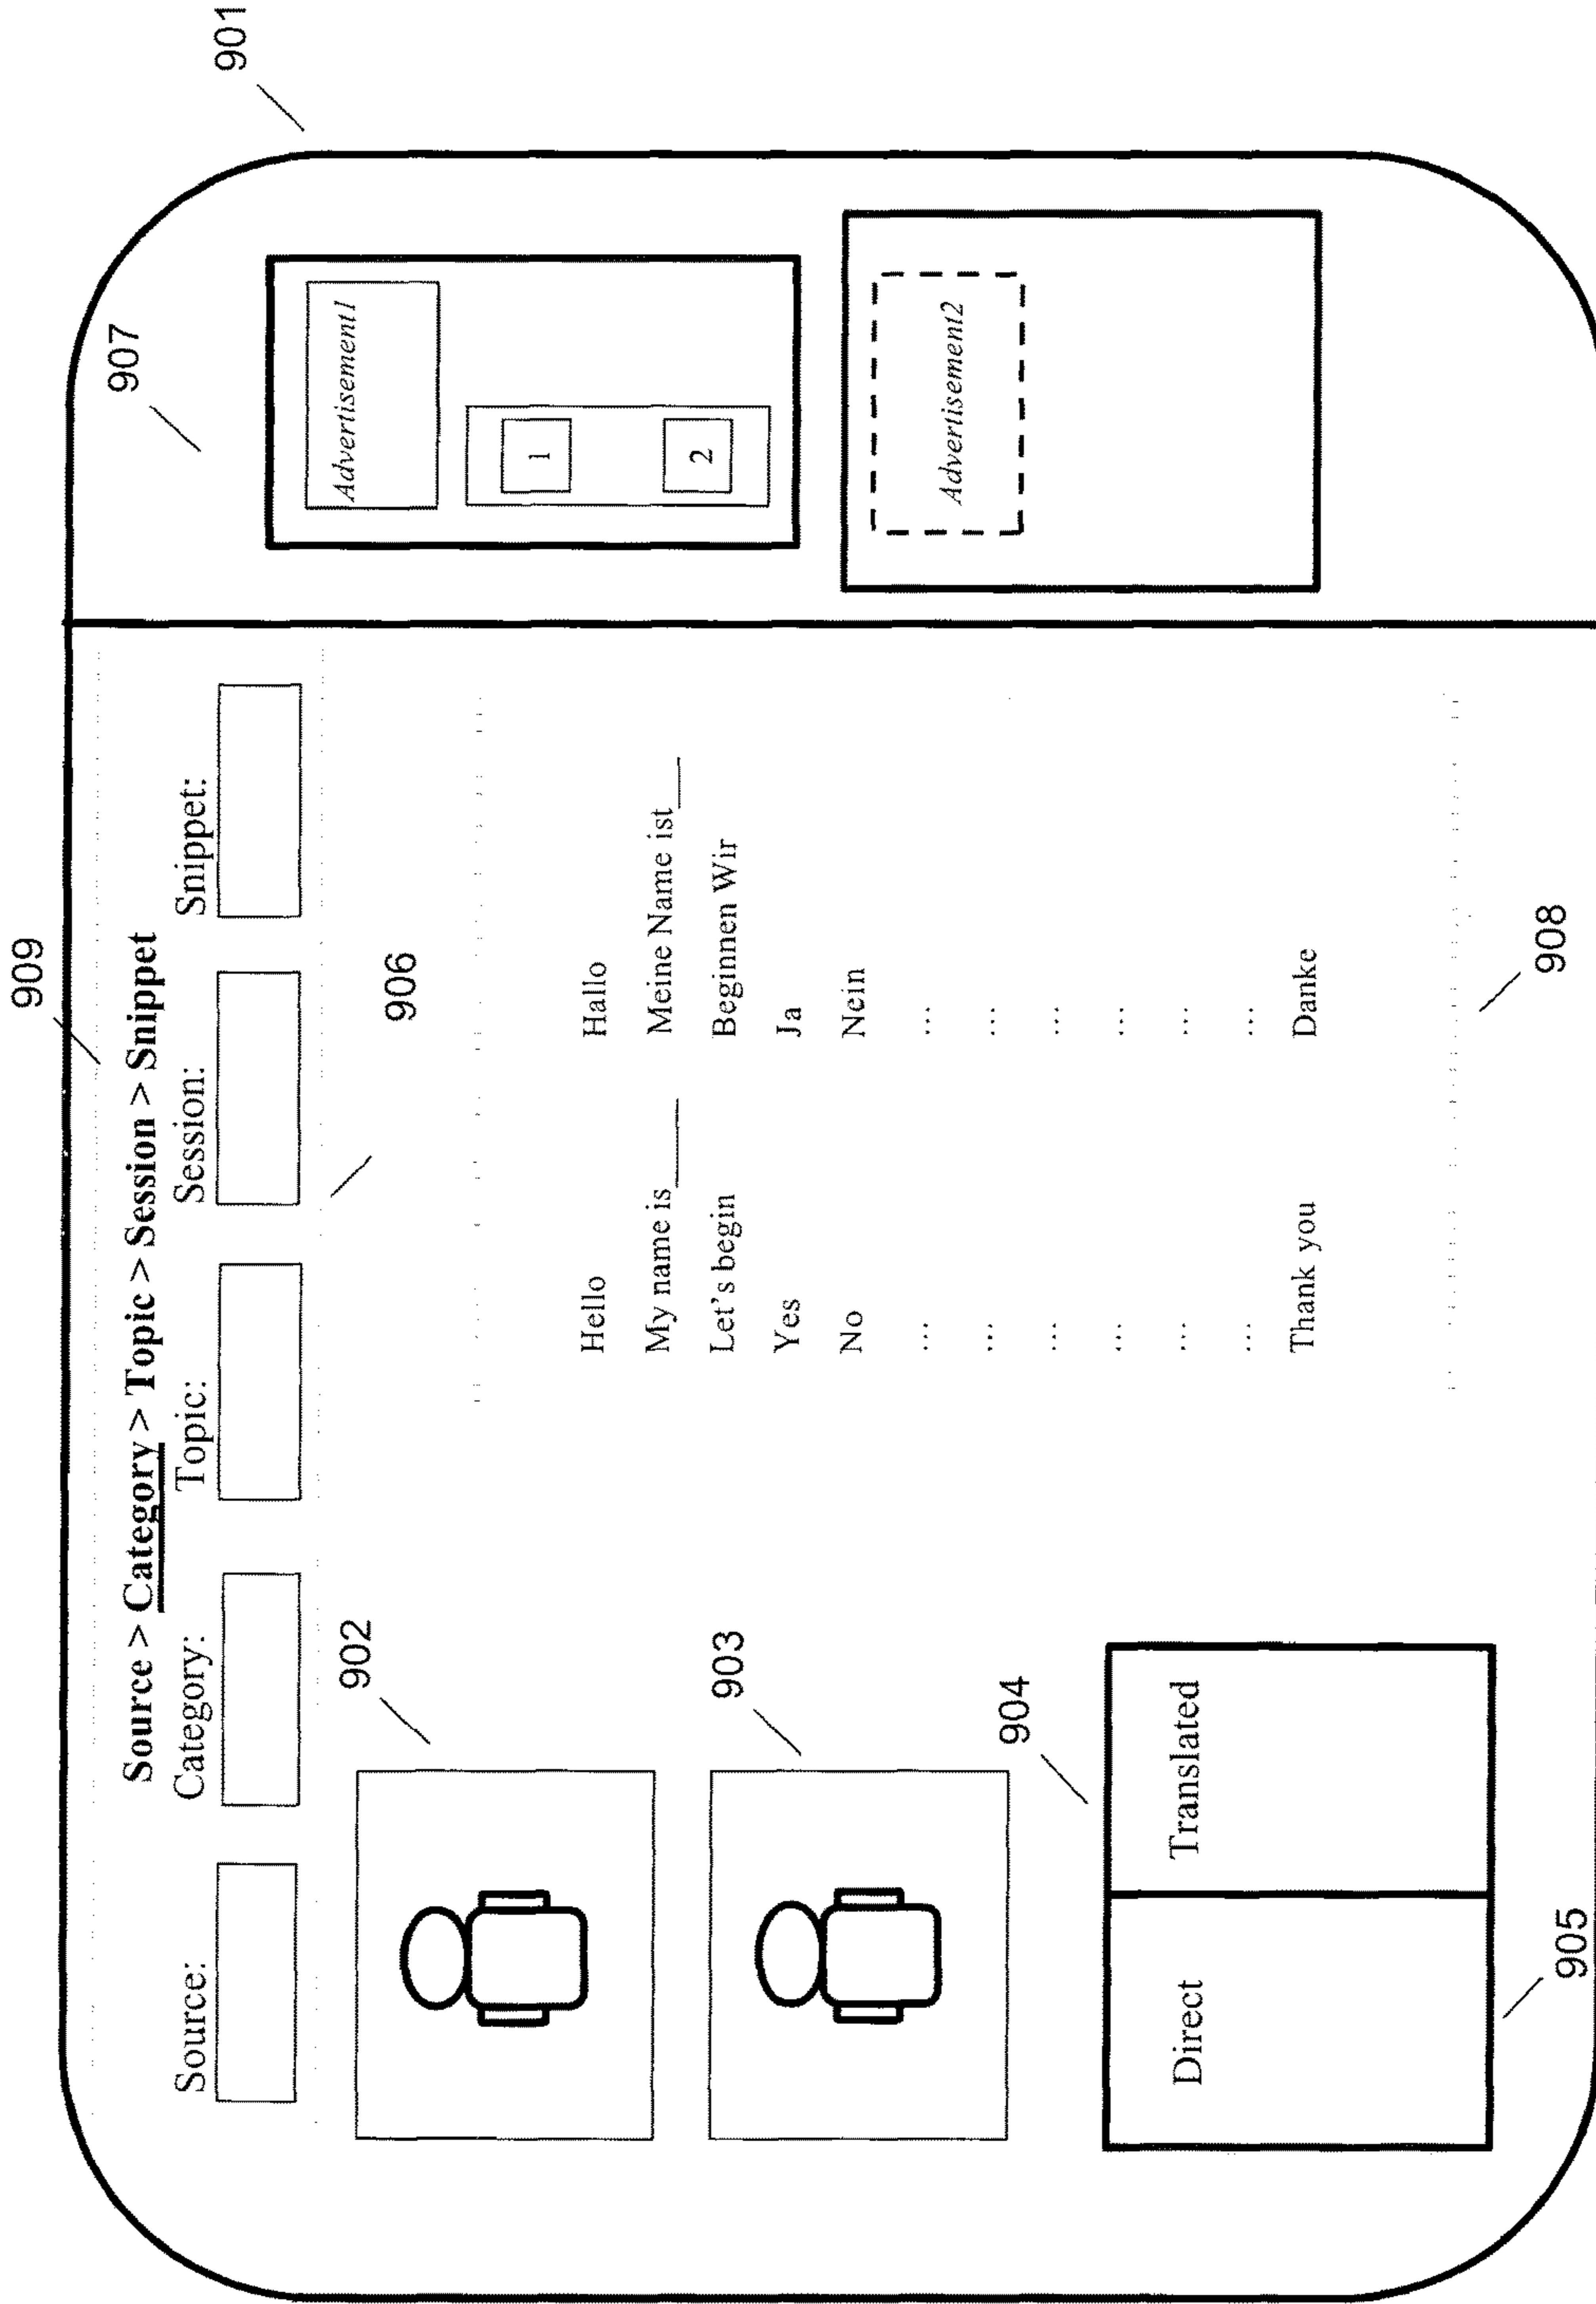 909
901
907
Source > Category > Topic > Session > Snippet
Source:
Category:
Topic:
Session:
Snippet:
906
902
903
904
Hello
Hallo
My name is____
Meine Name ist__
Let's begin
Beginnen Wir
Yes
Ja
No
Nein
...
...
...
...
...
...
...
...
...
...
...
...
Thank you
Danke
Direct
Translated
905
908
Advertisement1
1
2
Advertisement2